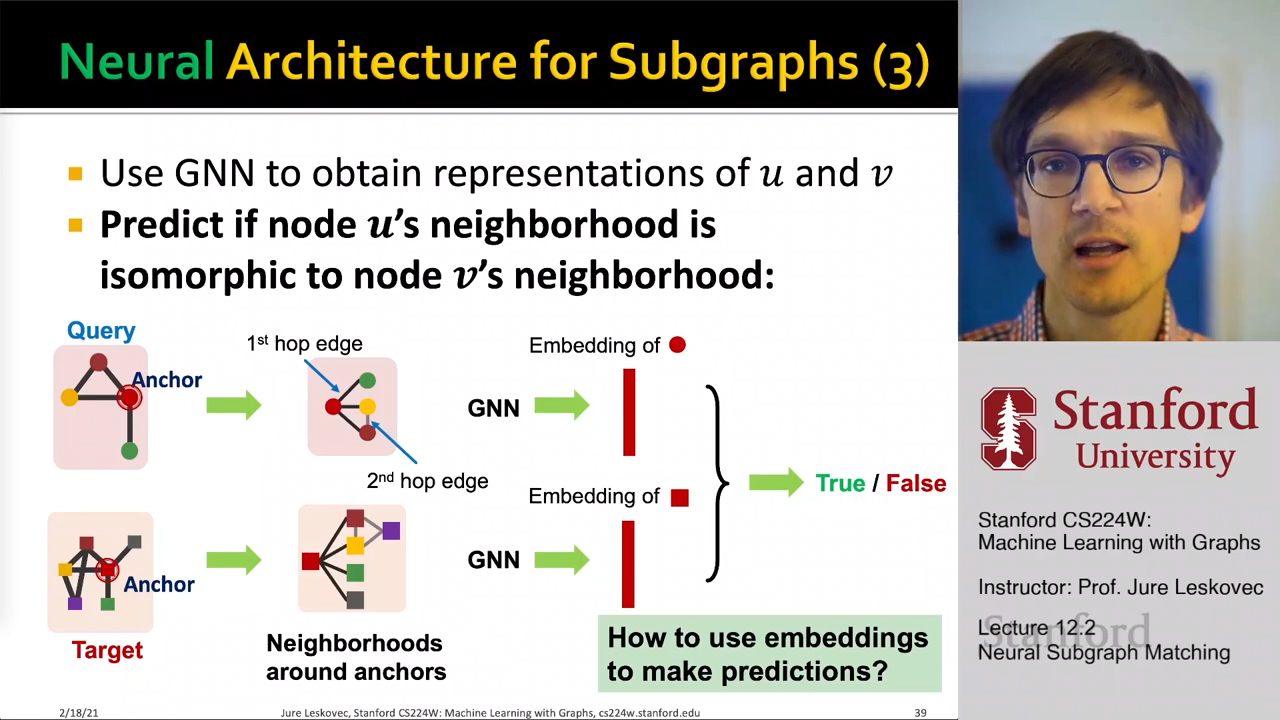 Neural Architecture for Subgraphs (3)
Use GNN to obtain representations of u and v
Predict if node u's neighborhood is
isomorphic to node v's neighborhood:
Query
Anchor
1st hop edge
2nd hop edge
GNN
Embedding of
Embedding of
True / False
Anchor
Target
Neighborhoods
around anchors
GNN
How to use embeddings
to make predictions?
2/18/21
Jure Leskovec, Stanford CS224W: Machine Learning with Graphs, cs224w.stanford.edu
39
Stanford
University
Stanford CS224W:
Machine Learning with Graphs
Instructor: Prof. Jure Leskovec
Lecture 12.2
Stanford
Neural Subgraph Matching